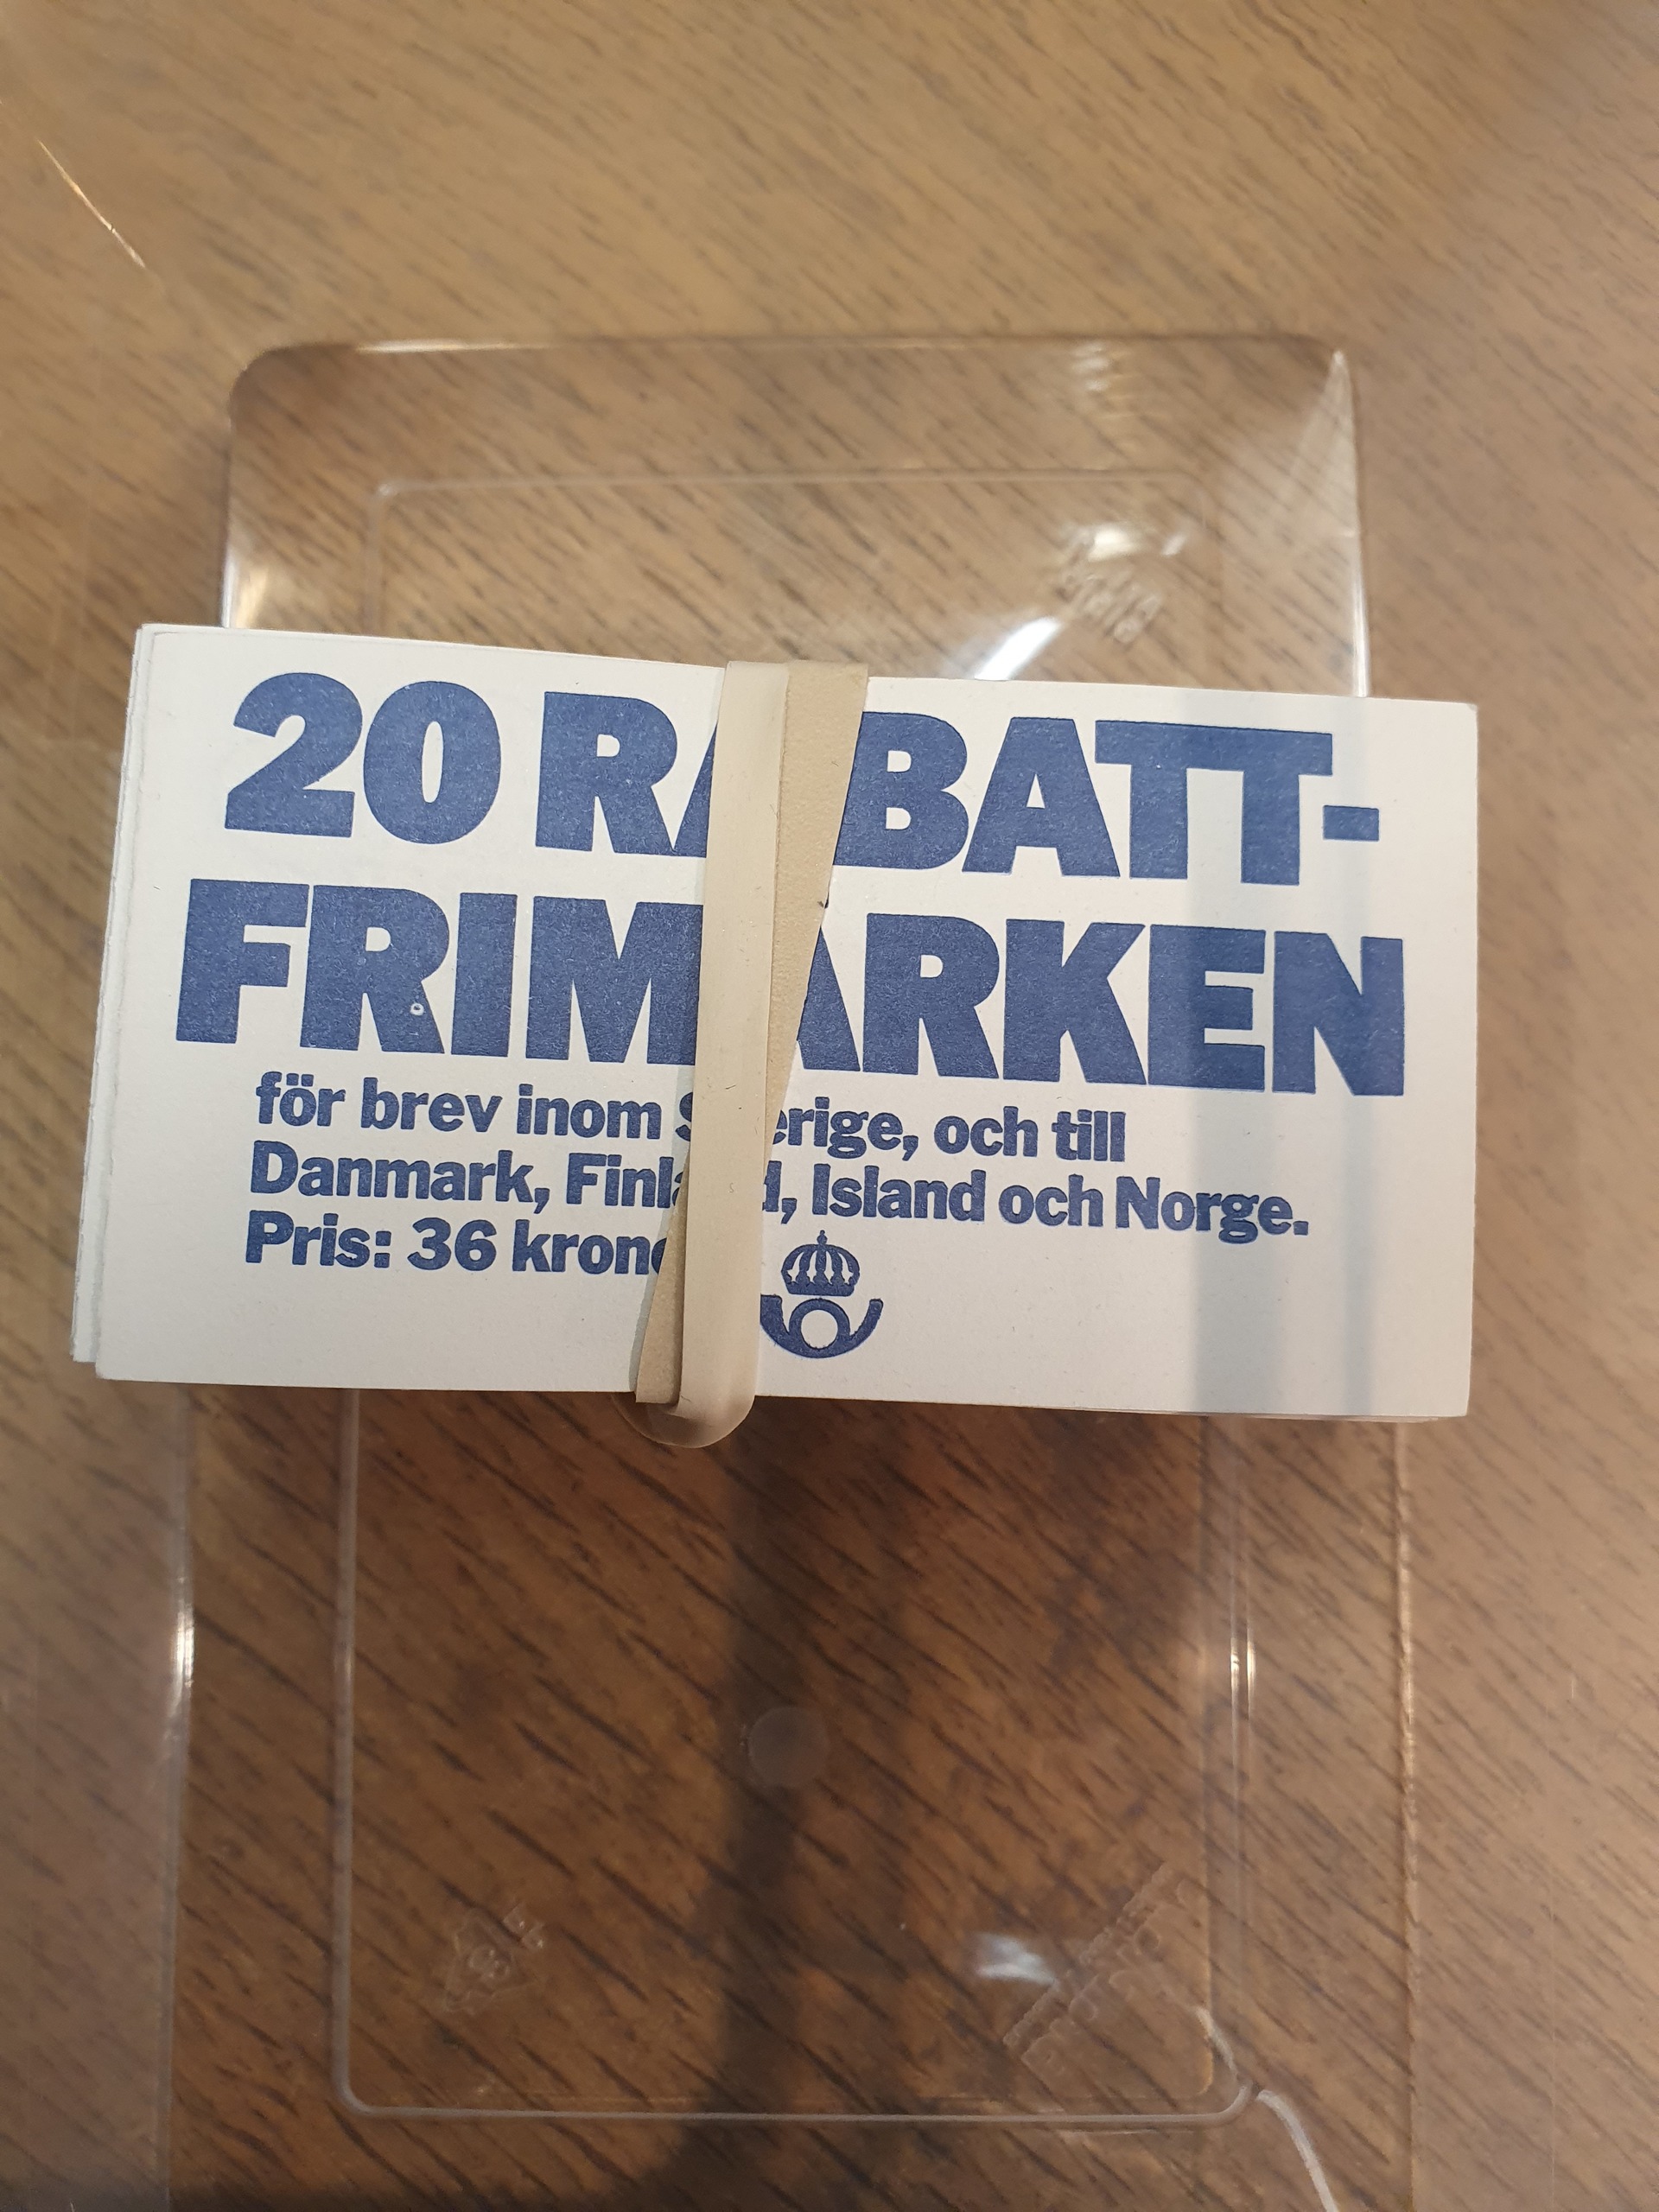 20 RABATT-
FRIMÄRKEN
för brev inom Sverige, och till
Danmark, Finland, Island och Norge.
Pris: 36 kronor